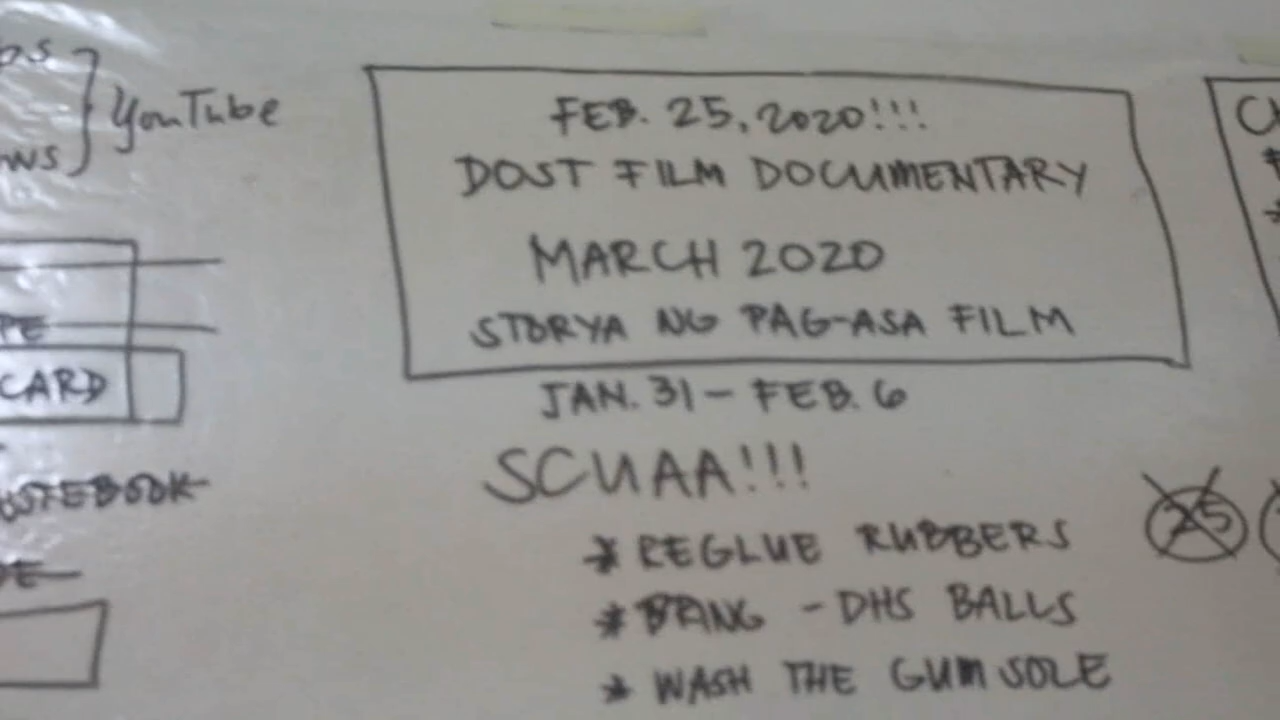 YouTube
FEB. 25, 2020!!!
DOST FILM DOCUMENTARY
MARCH 2020
STORYA NG PAG-ASA FILM
CARD
JAN. 31 - FEB. 6
SCUAA!!!
25
* REGLUE RUBBERS
* BRING - DHS BALLS
* WASH THE GUM SOLE